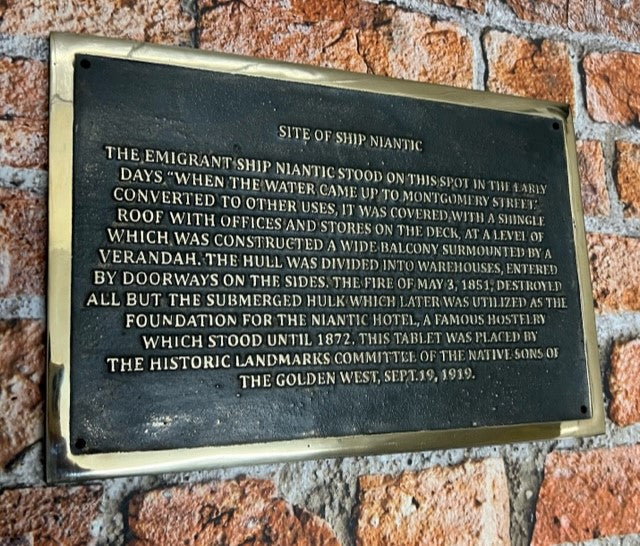 SITE OF SHIP NIANTIC
THE EMIGRANT SHIP NIANTIC STOOD ON THIS SPOT IN THE EARLY
DAYS "WHEN THE WATER CAME UP TO MONTGOMERY STREET."
CONVERTED TO OTHER USES, IT WAS COVERED WITH A SHINGLE
ROOF WITH OFFICES AND STORES ON THE DECK, AT A LEVEL OF
WHICH WAS CONSTRUCTED A WIDE BALCONY SURMOUNTED BY A
VERANDAH. THE HULL WAS DIVIDED INTO WAREHOUSES, ENTERED
BY DOORWAYS ON THE SIDES. THE FIRE OF MAY 3, 1851, DESTROYED
ALL BUT THE SUBMERGED HULK WHICH LATER WAS UTILIZED AS THE
FOUNDATION FOR THE NIANTIC HOTEL, A FAMOUS HOSTELRY
WHICH STOOD UNTIL 1872. THIS TABLET WAS PLACED BY
THE HISTORIC LANDMARKS COMMITTEE OF THE NATIVE SONS OF
THE GOLDEN WEST, SEPT.19, 1919.